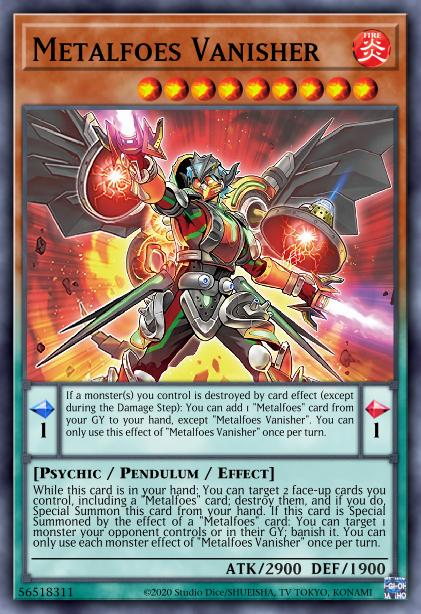 METALFOES VANISHER
FIRE
炎
If a monster(s) you control is destroyed by card effect (except
during the Damage Step): You can add 1 "Metalfoes" card from
your GY to your hand, except "Metalfoes Vanisher". You can
only use this effect of "Metalfoes Vanisher" once per turn.
1
1
[PSYCHIC / PENDULUM / EFFECT]
While this card is in your hand: You can target 2 face-up cards you
control, including a "Metalfoes" card; destroy them, and if you do,
Special Summon this card from your hand. If this card is Special
Summoned by the effect of a "Metalfoes" card: You can target 1
monster your opponent controls or in their GY; banish it. You can
only use each monster effect of "Metalfoes Vanisher" once per turn.
ATK/2900 DEF/1900
56518311
©2020 Studio Dice/SHUEISHA, TV TOKYO, KONAMI